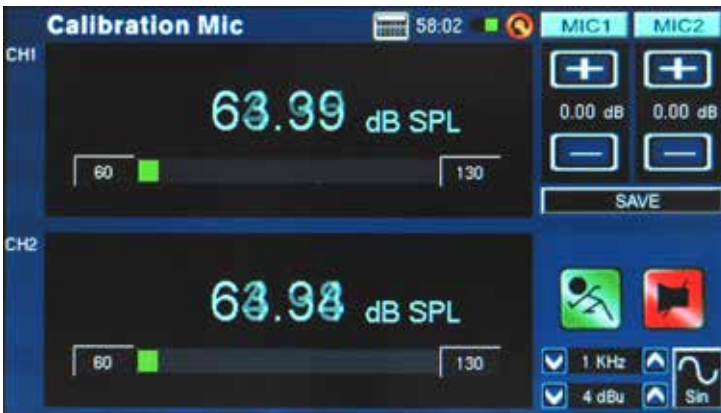 Calibration Mic
58:02
MIC1 MIC2
CH1
dB SPL
60 130
0.00 dB 0.00 dB
SAVE
CH2
dB SPL
60 130
1 KHz
4 dBu
Sin